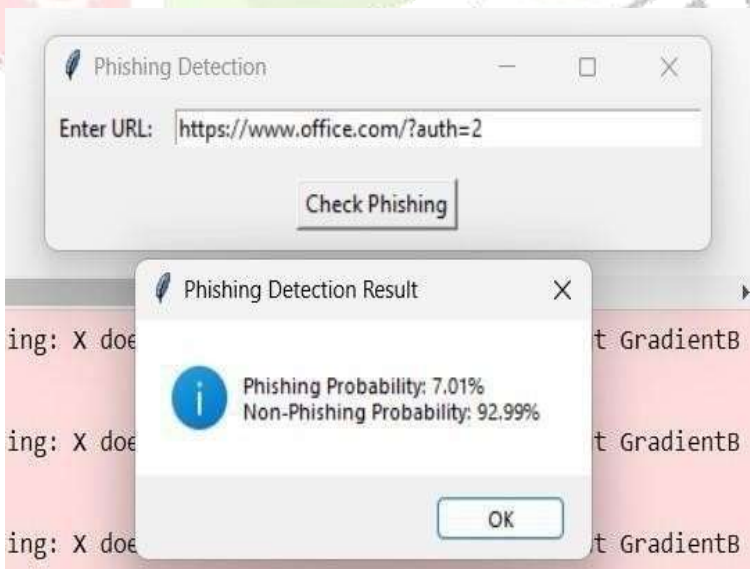 Phishing Detection
Enter URL: https://www.office.com/?auth=2
Check Phishing
Phishing Detection Result
ing: X doe t GradientB
Phishing Probability: 7.01%
Non-Phishing Probability: 92.99%
ing: X doe t GradientB
OK
ing: X doe t GradientB